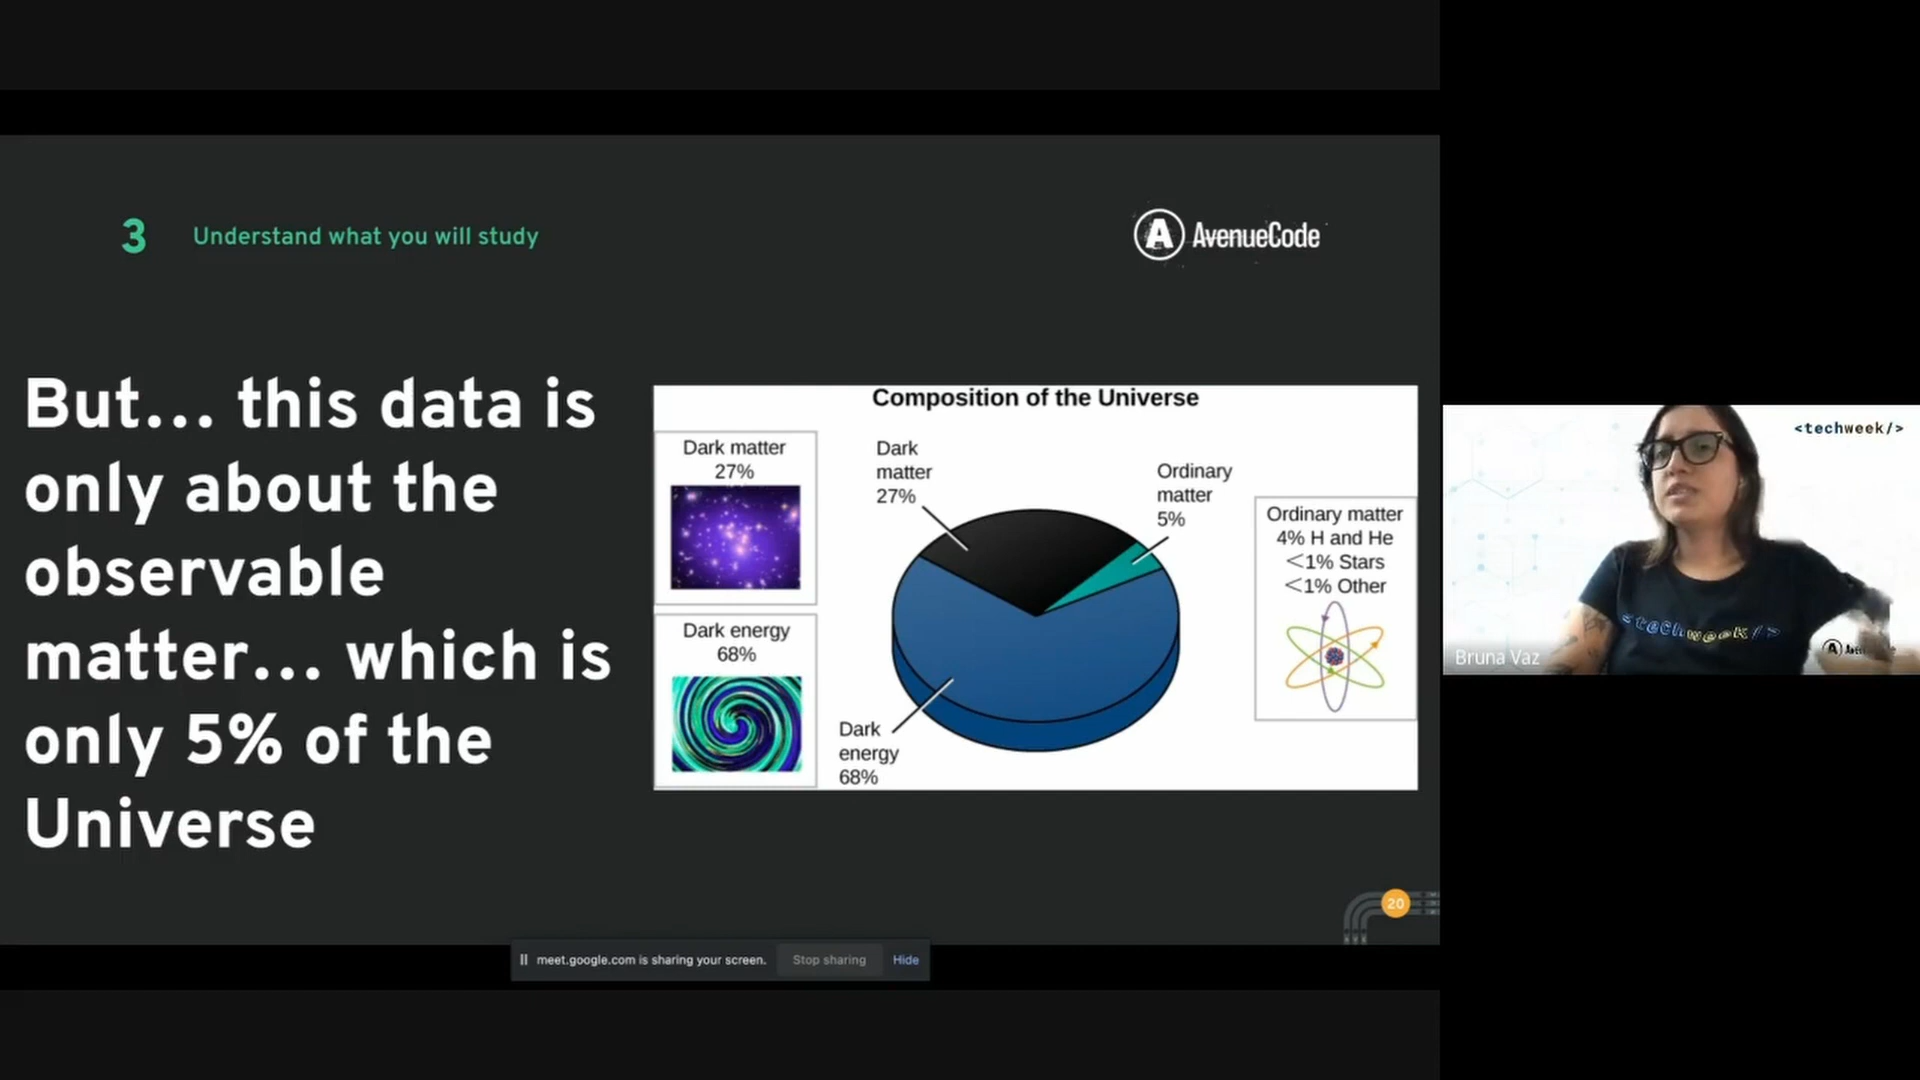 3 Understand what you will study
A AvenueCode
But... this data is
only about the
observable
matter... which is
only 5% of the
Universe
Composition of the Universe
Dark matter
27%
Dark energy
68%
Dark
matter
27%
Ordinary
matter
5%
Dark
energy
68%
Ordinary matter
4% H and He
<1% Stars
<1% Other
20
meet.google.com is sharing your screen. Stop sharing Hide
<techweek/>
<techweek/>
Bruna Vaz